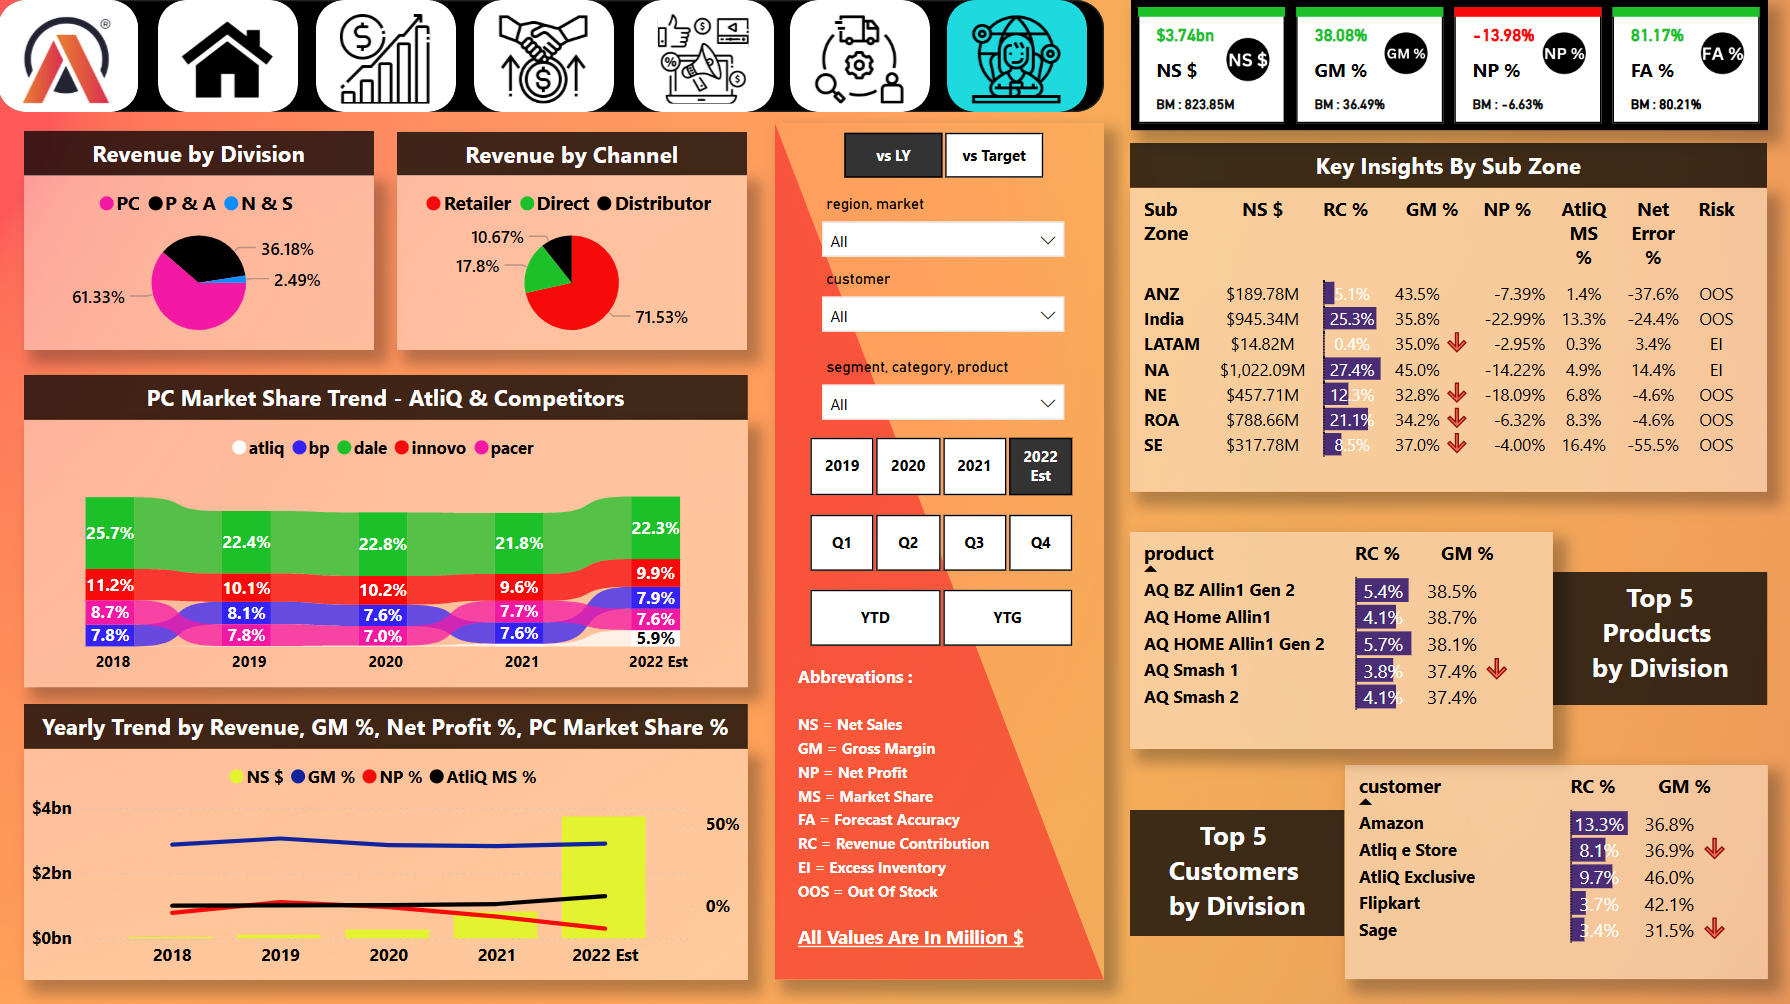 ®
$3.74bn
NS $
NS $
BM : 823.85M
38.08%
GM %
GM %
BM : 36.49%
-13.98%
NP %
NP %
BM : -6.63%
81.17%
FA %
FA %
BM : 80.21%
Revenue by Division
PC P & A N & S
36.18%
2.49%
61.33%
Revenue by Channel
Retailer Direct Distributor
10.67%
17.8%
71.53%
PC Market Share Trend - AtliQ & Competitors
atliq bp dale innovo pacer
25.7% 22.4% 22.8% 21.8% 22.3%
11.2% 10.1% 10.2% 9.6% 9.9%
8.7% 8.1% 7.6% 7.7% 7.9%
7.8% 7.8% 7.0% 7.6% 7.6%
5.9%
2018 2019 2020 2021 2022 Est
Yearly Trend by Revenue, GM %, Net Profit %, PC Market Share %
NS $ GM % NP % AtliQ MS %
$4bn
$2bn
$0bn
50%
0%
2018 2019 2020 2021 2022 Est
vs LY
vs Target
region, market
All
customer
All
segment, category, product
All
2019
2020
2021
2022
Est
Q1
Q2
Q3
Q4
YTD
YTG
Abbrevations :
NS = Net Sales
GM = Gross Margin
NP = Net Profit
MS = Market Share
FA = Forecast Accuracy
RC = Revenue Contribution
EI = Excess Inventory
OOS = Out Of Stock
All Values Are In Million $
Key Insights By Sub Zone
Sub Zone NS $ RC % GM % NP % AtliQ MS % Net Error % Risk
ANZ $189.78M 5.1% 43.5% -7.39% 1.4% -37.6% OOS
India $945.34M 25.3% 35.8% -22.99% 13.3% -24.4% OOS
LATAM $14.82M 0.4% 35.0% -2.95% 0.3% 3.4% EI
NA $1,022.09M 27.4% 45.0% -14.22% 4.9% 14.4% EI
NE $457.71M 12.3% 32.8% -18.09% 6.8% -4.6% OOS
ROA $788.66M 21.1% 34.2% -6.32% 8.3% -4.6% OOS
SE $317.78M 8.5% 37.0% -4.00% 16.4% -55.5% OOS
product RC % GM %
AQ BZ Allin1 Gen 2 5.4% 38.5%
AQ Home Allin1 4.1% 38.7%
AQ HOME Allin1 Gen 2 5.7% 38.1%
AQ Smash 1 3.8% 37.4%
AQ Smash 2 4.1% 37.4%
Top 5
Products
by Division
Top 5
Customers
by Division
customer RC % GM %
Amazon 13.3% 36.8%
Atliq e Store 8.1% 36.9%
AtliQ Exclusive 9.7% 46.0%
Flipkart 3.7% 42.1%
Sage 3.4% 31.5%